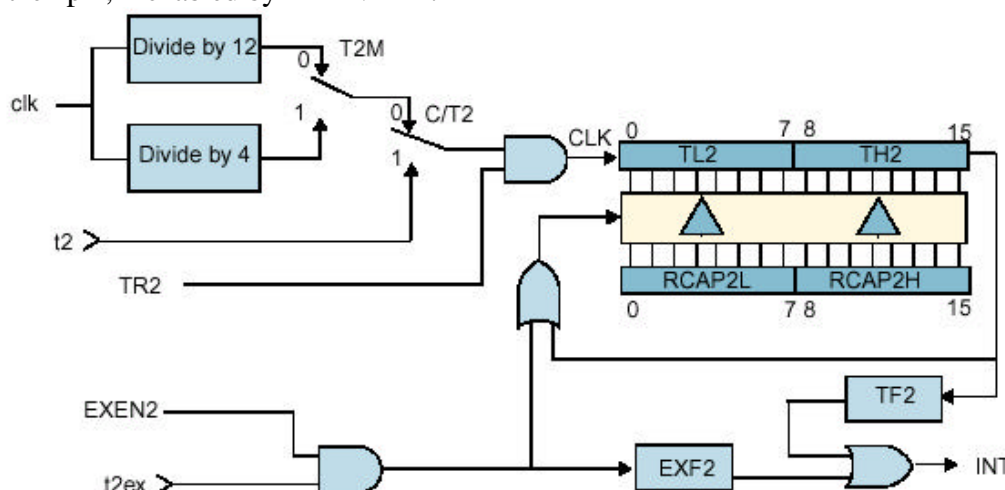 Divide by 12
0
T2M
clk
1
0
C/T2
Divide by 4
1
CLK
0
7 8
15
TL2
TH2
t2
TR2
RCAP2L
RCAP2H
0
7 8
15
EXEN2
TF2
t2ex
EXF2
INT